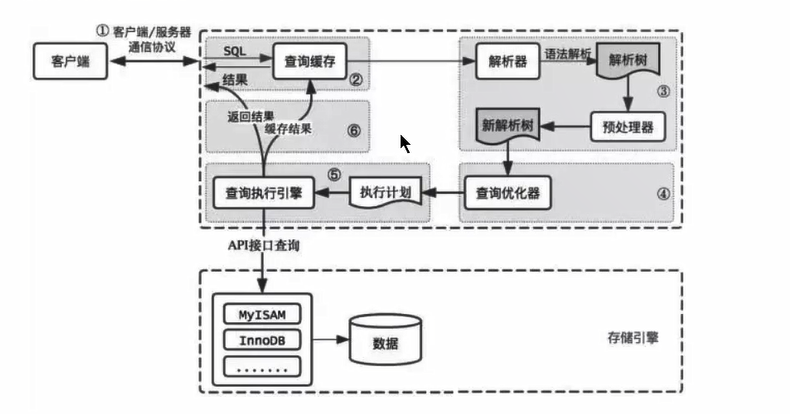 ① 客户端/服务器
通信协议
客户端
SQL
结果
查询缓存
②
解析器
语法解析
解析树
③
新解析树
预处理器
返回结果
缓存结果
⑥
⑤
查询执行引擎
执行计划
查询优化器
④
API接口查询
MyISAM
InnoDB
.......
数据
存储引擎